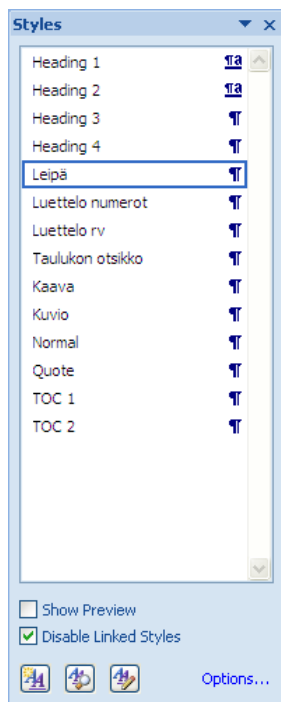 Styles
Heading 1 ¶a
Heading 2 ¶a
Heading 3 ¶
Heading 4 ¶
Leipä ¶
Luettelo numerot ¶
Luettelo rv ¶
Taulukon otsikko ¶
Kaava ¶
Kuvio ¶
Normal ¶
Quote ¶
TOC 1 ¶
TOC 2 ¶
Show Preview
Disable Linked Styles
Options...